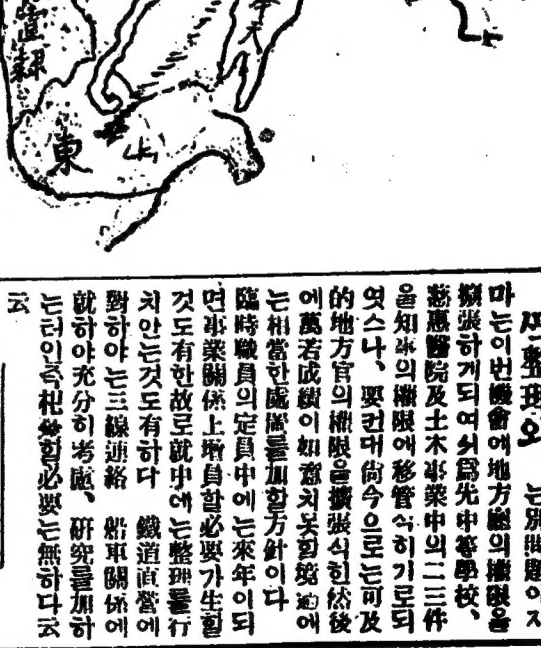 直隸
奉天
山東
整理와 는別問題이지
마는이번機會에地方廳의權限을
擴張하게되여서爲先中等學校、
慈惠醫院及土木事業中의二三件
을知事의權限에移管식히기로되
엿스나、要컨대尙今으로는可及
的地方官의權限을擴張식힌然後
에萬若成績이如意치못할境遇에
는相當한處置를加할方針이다
臨時職員의定員中에는來年이되
면事業關係上增員할必要가生할
것도有한故로就中에는整理를行
치안는것도有하다 鐵道直營에
對하야는三線連絡 船車關係에
就하야充分히考慮、硏究를加하
는터인즉杞憂할必要는無하다云
云